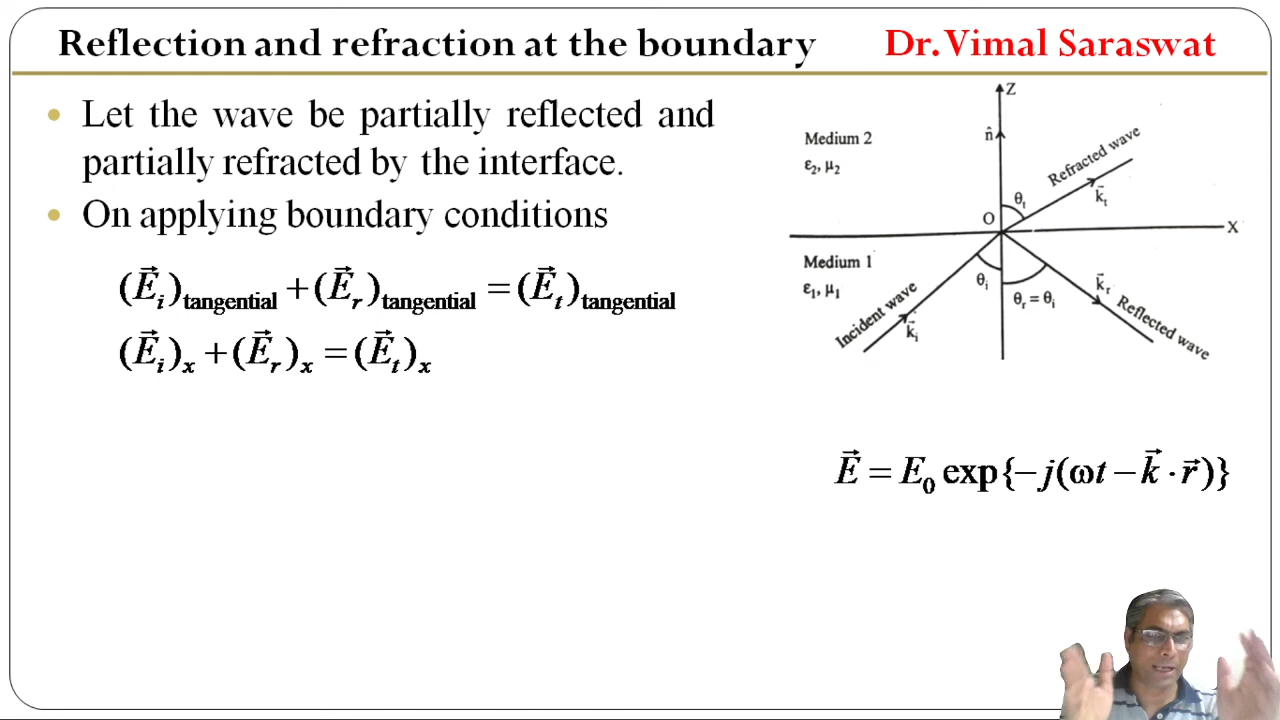 Reflection and refraction at the boundary Dr. Vimal Saraswat
• Let the wave be partially reflected and
partially refracted by the interface.
• On applying boundary conditions
(E⃗ᵢ)tangential + (E⃗ᵣ)tangential = (E⃗ₜ)tangential
(E⃗ᵢ)ₓ + (E⃗ᵣ)ₓ = (E⃗ₜ)ₓ
Z
Medium 2
n̂
ε₂, μ₂
Refracted wave
θₜ
k⃗ₜ
O
X
Medium 1
ε₁, μ₁
θᵢ
θᵣ = θᵢ
k⃗ᵣ
Incident wave
k⃗ᵢ
Reflected wave
E⃗ = E₀ exp{−j(ωt − k⃗ · r⃗)}